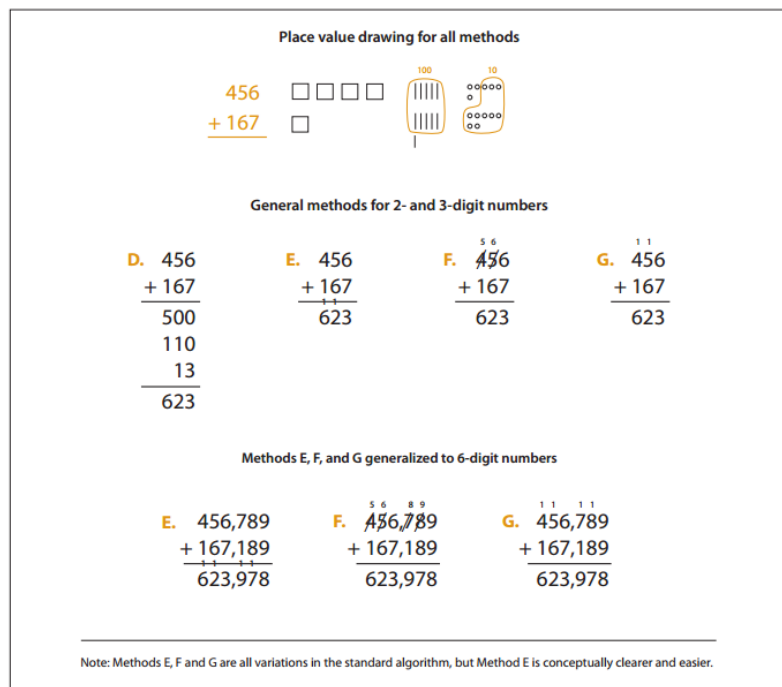 Place value drawing for all methods
100 10
456
+ 167
General methods for 2- and 3-digit numbers
5 6 1 1
D. 456 E. 456 F. 456 G. 456
+ 167 + 167 + 167 + 167
1 1
500 623 623 623
110
13
623
Methods E, F, and G generalized to 6-digit numbers
5 6 8 9 1 1 1 1
E. 456,789 F. 456,789 G. 456,789
+ 167,189 + 167,189 + 167,189
1 1 1 1
623,978 623,978 623,978
Note: Methods E, F and G are all variations in the standard algorithm, but Method E is conceptually clearer and easier.